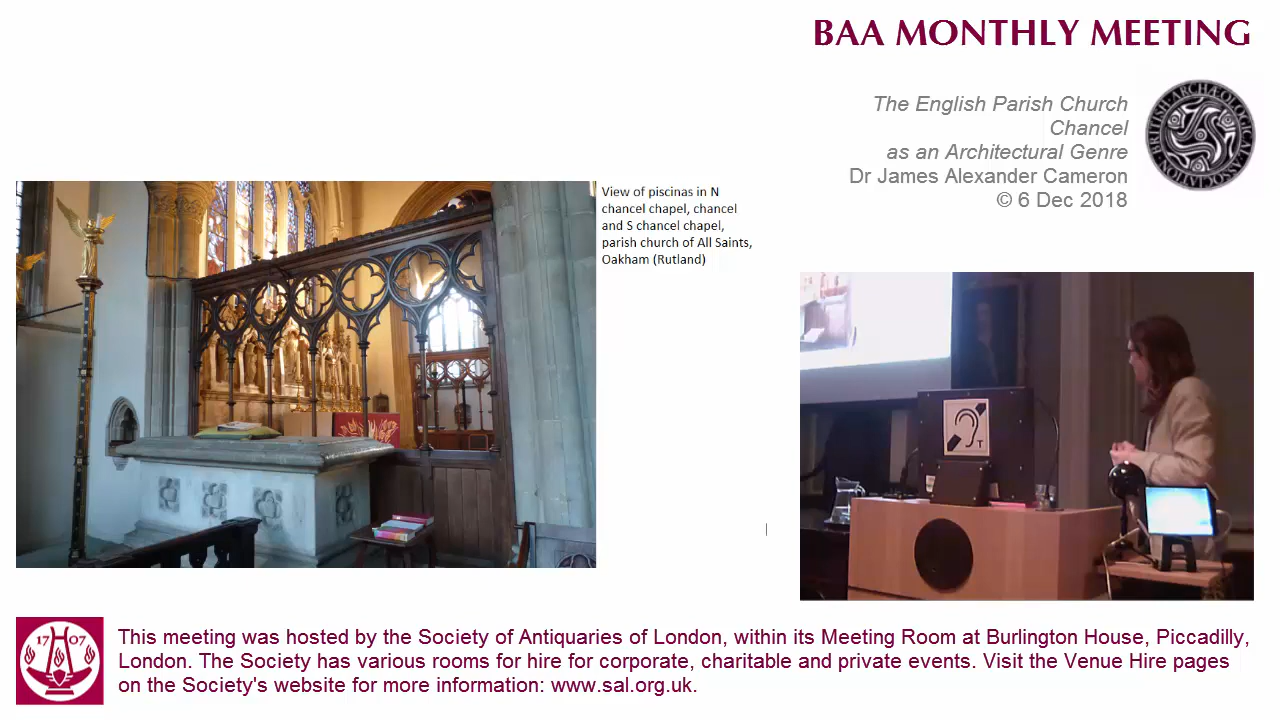 BAA MONTHLY MEETING
The English Parish Church
Chancel
as an Architectural Genre
Dr James Alexander Cameron
© 6 Dec 2018
BRITISH ARCHÆOLOGICAL ASSOCIATION
View of piscinas in N
chancel chapel, chancel
and S chancel chapel,
parish church of All Saints,
Oakham (Rutland)
T
1707
This meeting was hosted by the Society of Antiquaries of London, within its Meeting Room at Burlington House, Piccadilly,
London. The Society has various rooms for hire for corporate, charitable and private events. Visit the Venue Hire pages
on the Society's website for more information: www.sal.org.uk.